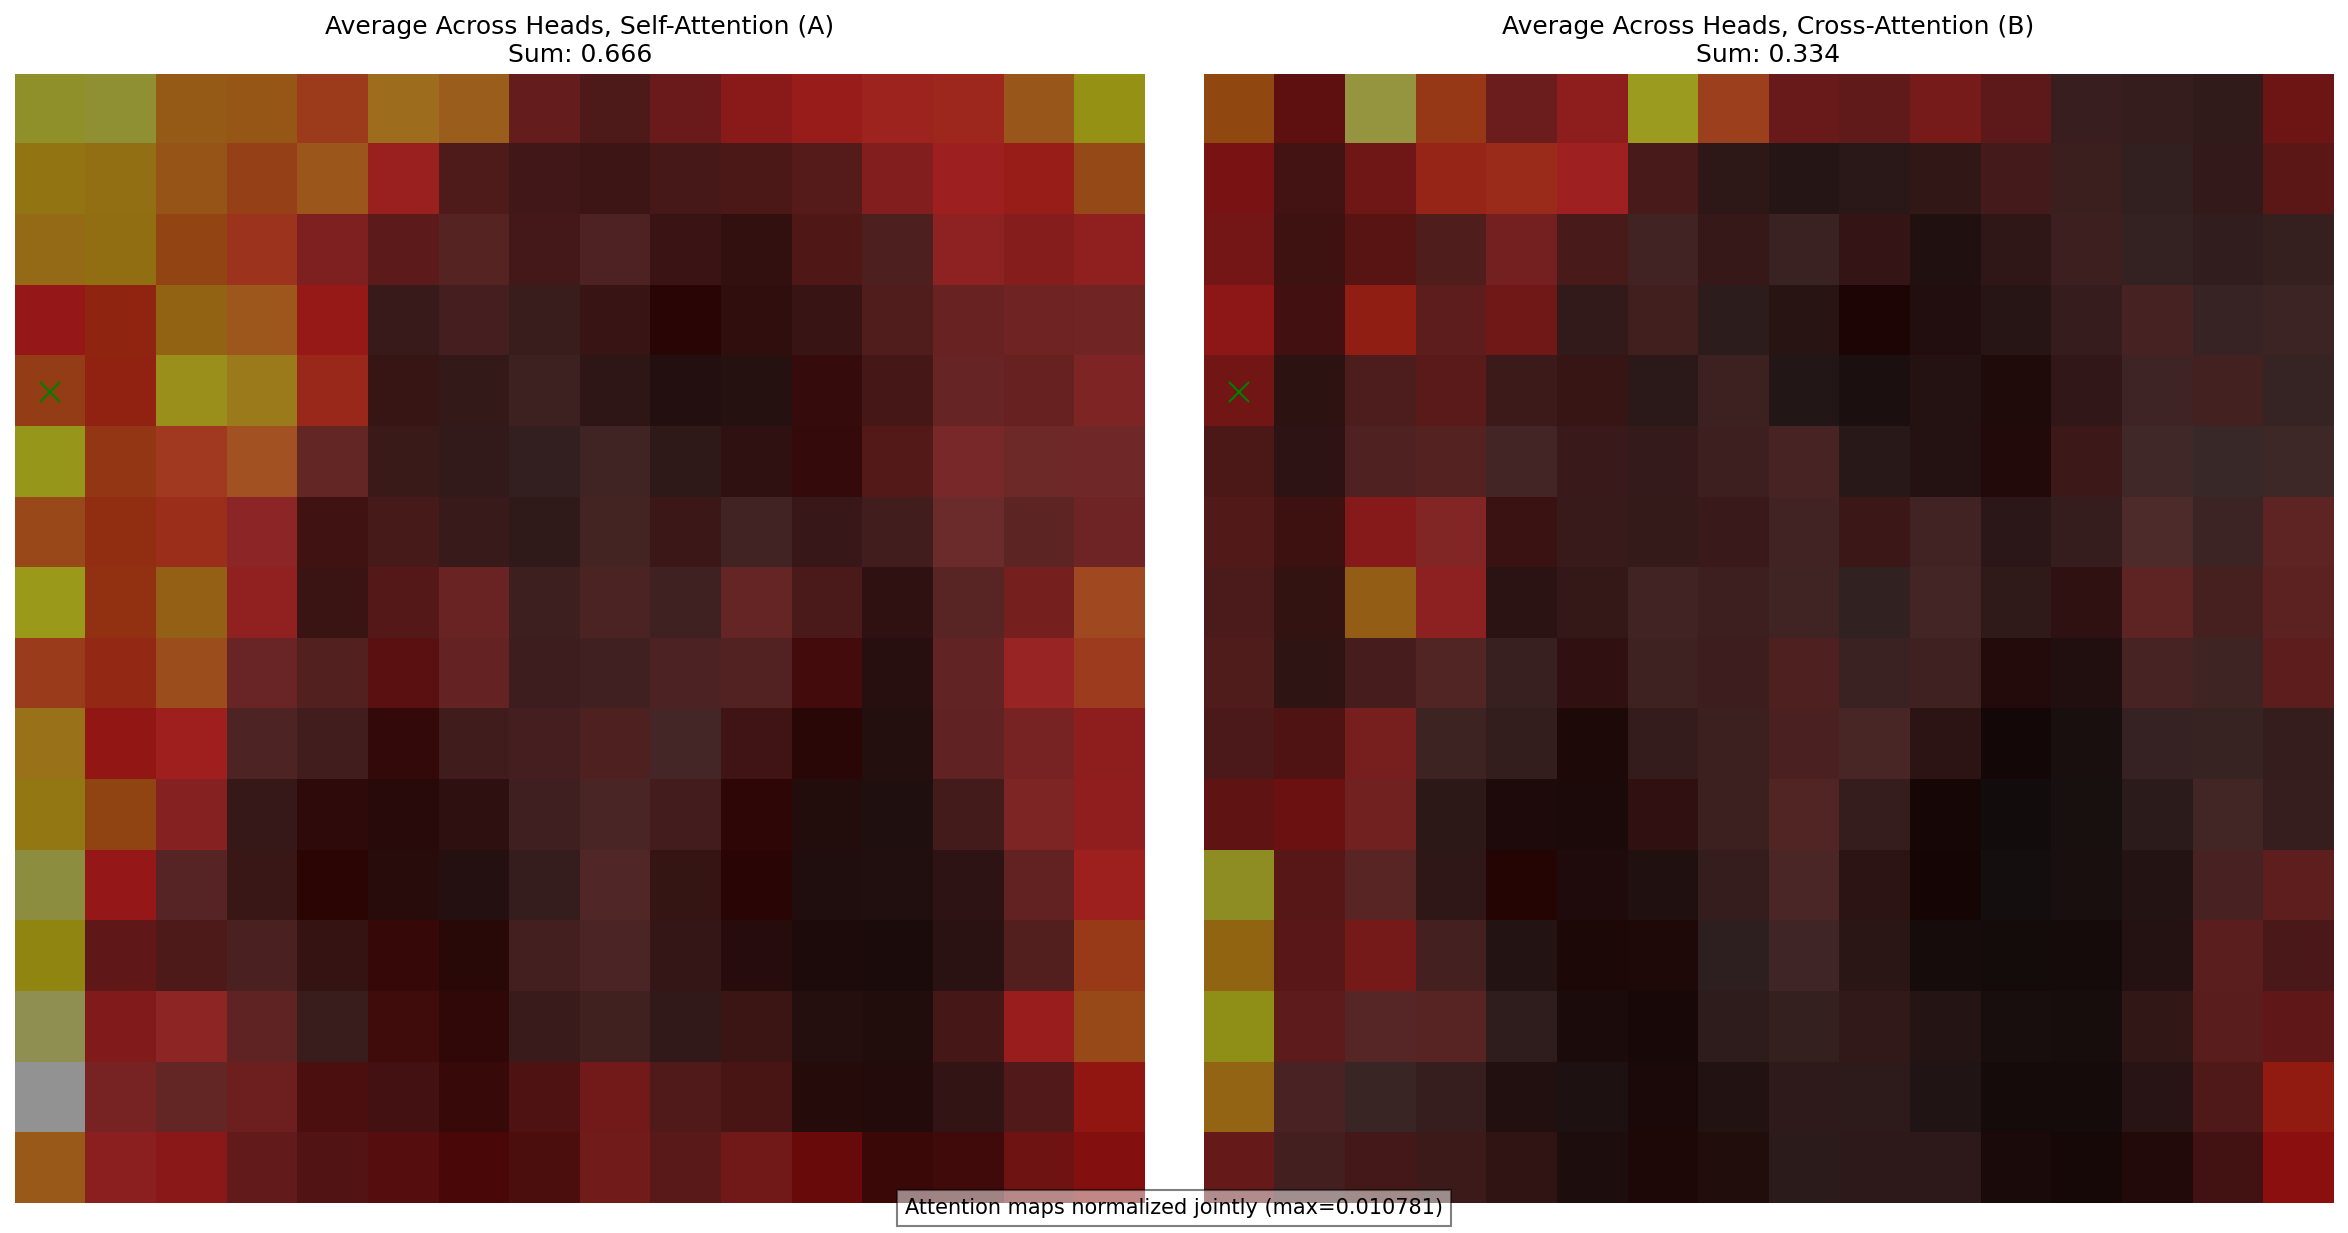 Average Across Heads, Self-Attention (A)
Sum: 0.666
Average Across Heads, Cross-Attention (B)
Sum: 0.334
Attention maps normalized jointly (max=0.010781)